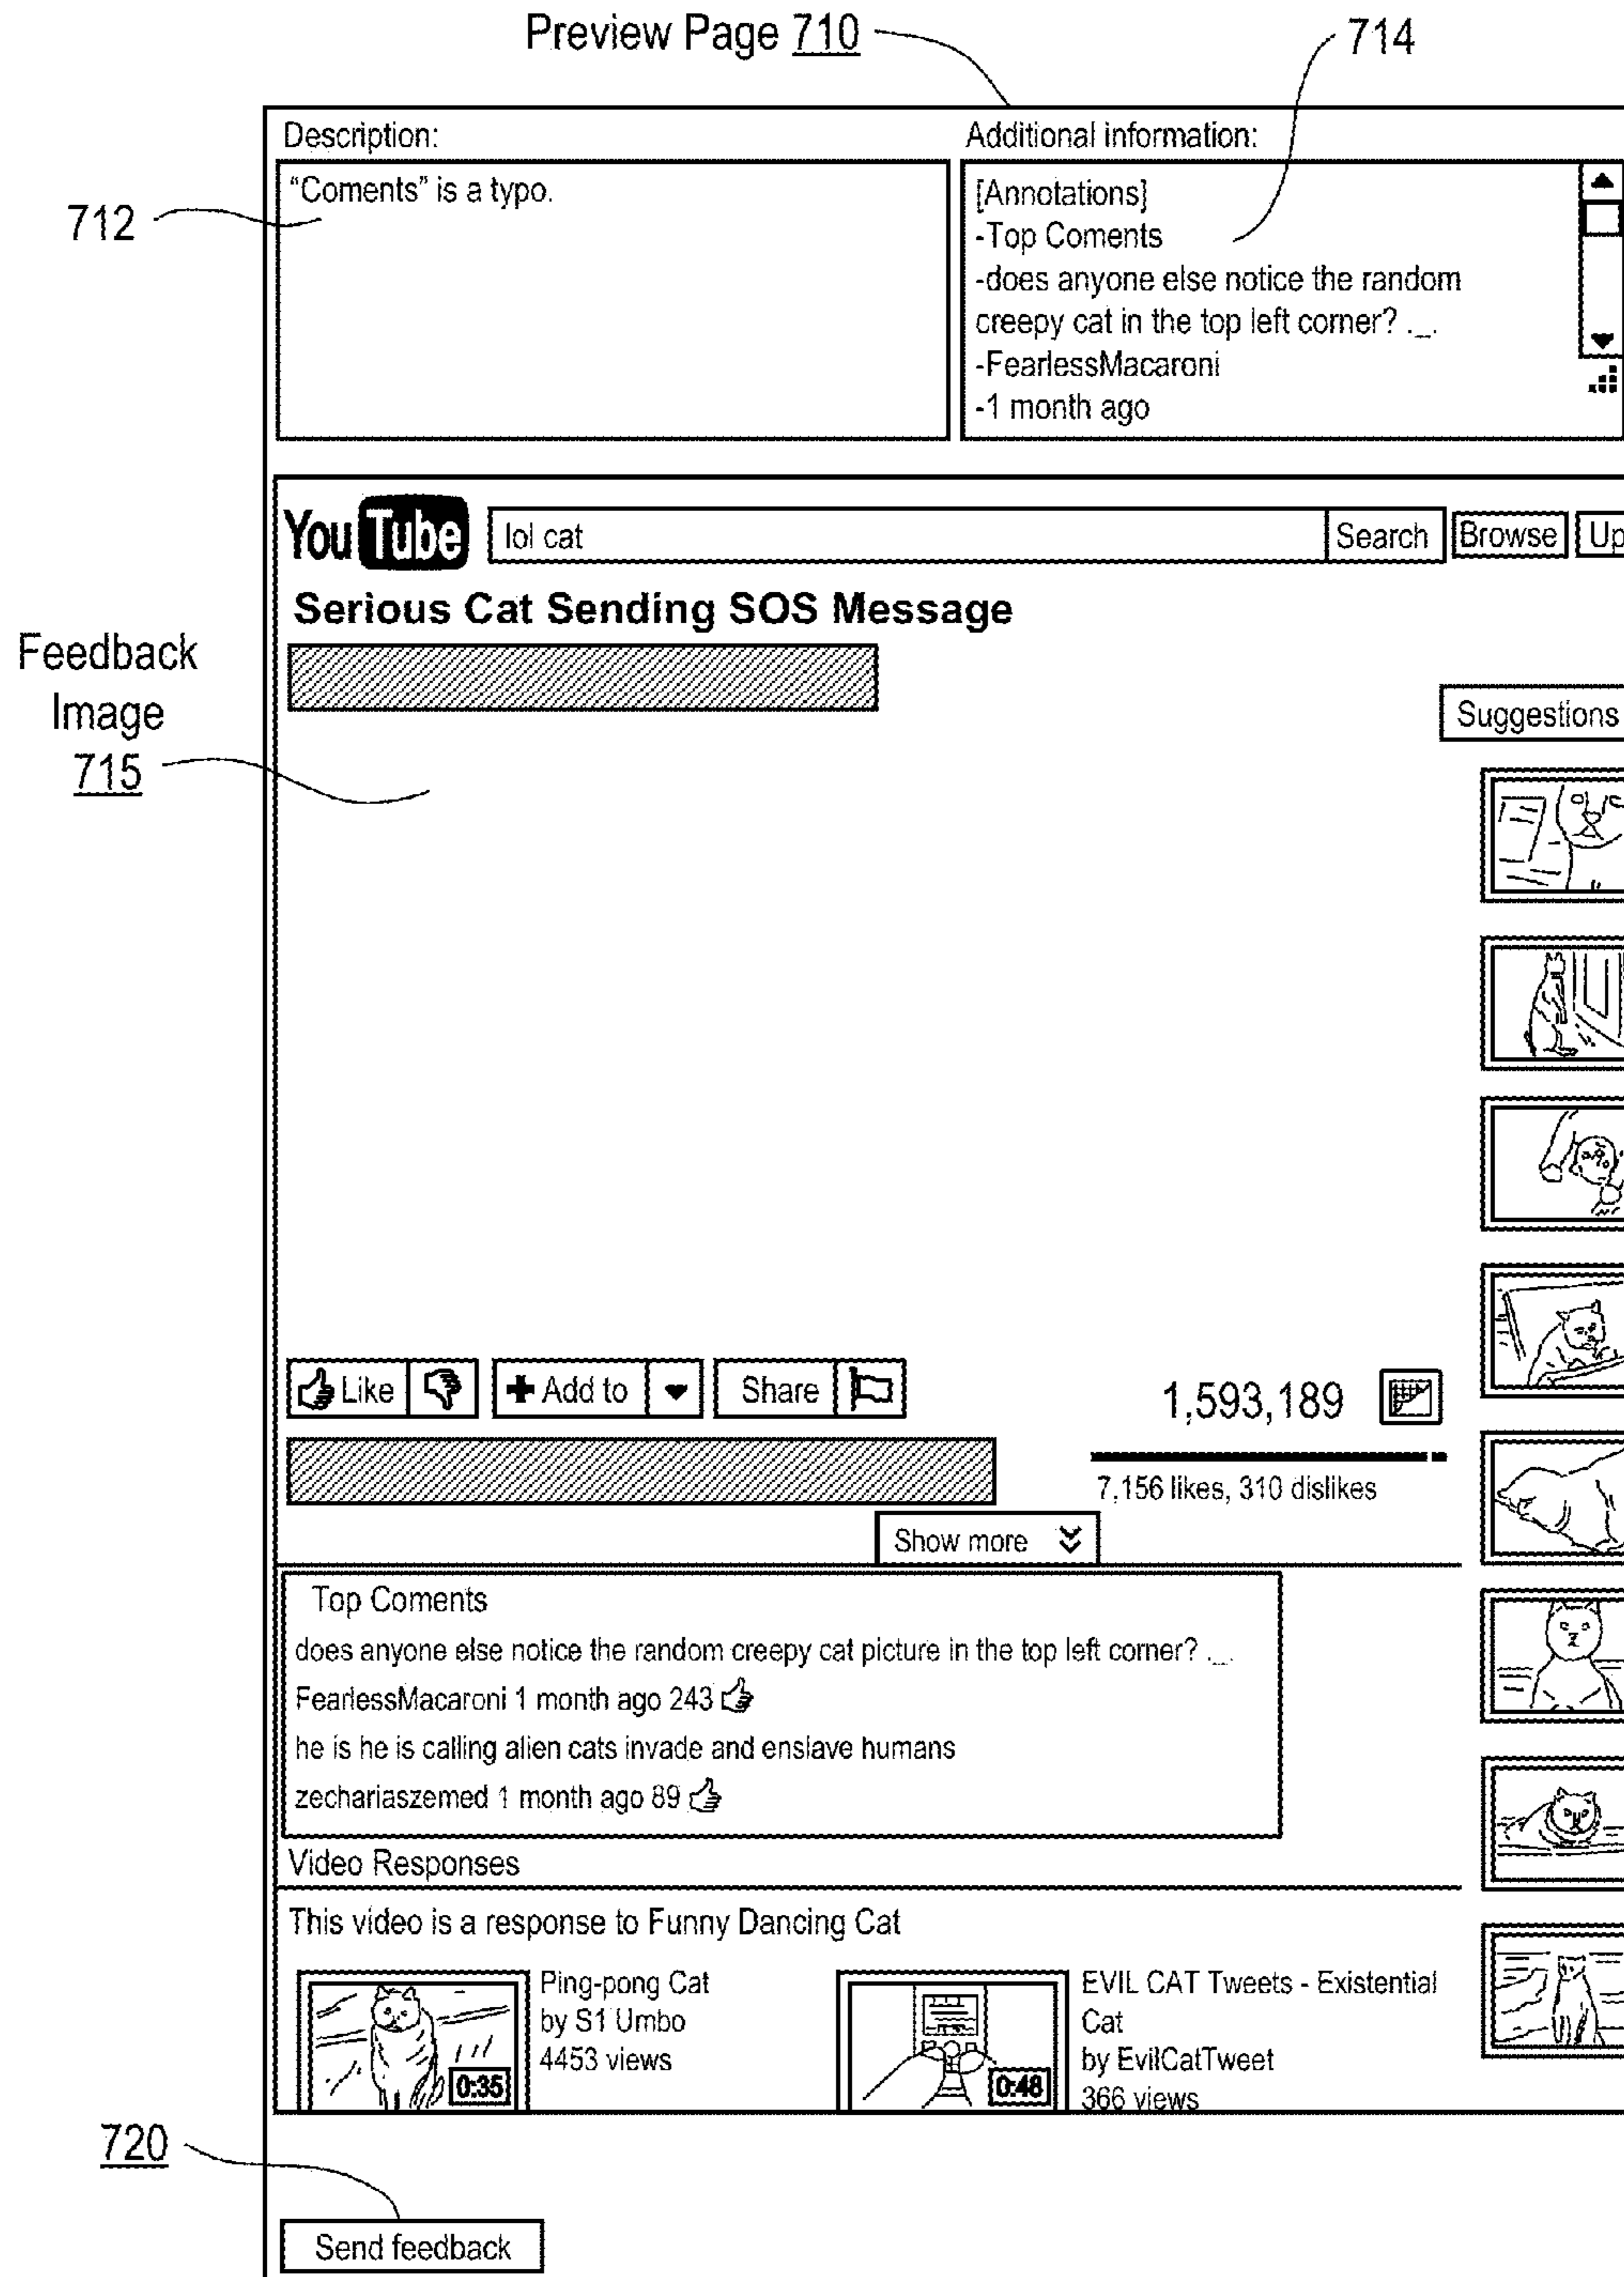 Preview Page 710
714
Description:
Additional information:
712
"Coments" is a typo.
[Annotations]
-Top Coments
-does anyone else notice the random
creepy cat in the top left corner? ._.
-FearlessMacaroni
-1 month ago
YouTube
lol cat
Search
Browse
Up
Serious Cat Sending SOS Message
Feedback
Image
715
Suggestions
Like
Add to
Share
1,593,189
7,156 likes, 310 dislikes
Show more
Top Coments
does anyone else notice the random creepy cat picture in the top left corner? ._.
FearlessMacaroni 1 month ago 243
he is he is calling alien cats invade and enslave humans
zechariaszemed 1 month ago 89
Video Responses
This video is a response to Funny Dancing Cat
Ping-pong Cat
by S1 Umbo
4453 views
0:35
EVIL CAT Tweets - Existential
Cat
by EvilCatTweet
366 views
0:48
720
Send feedback